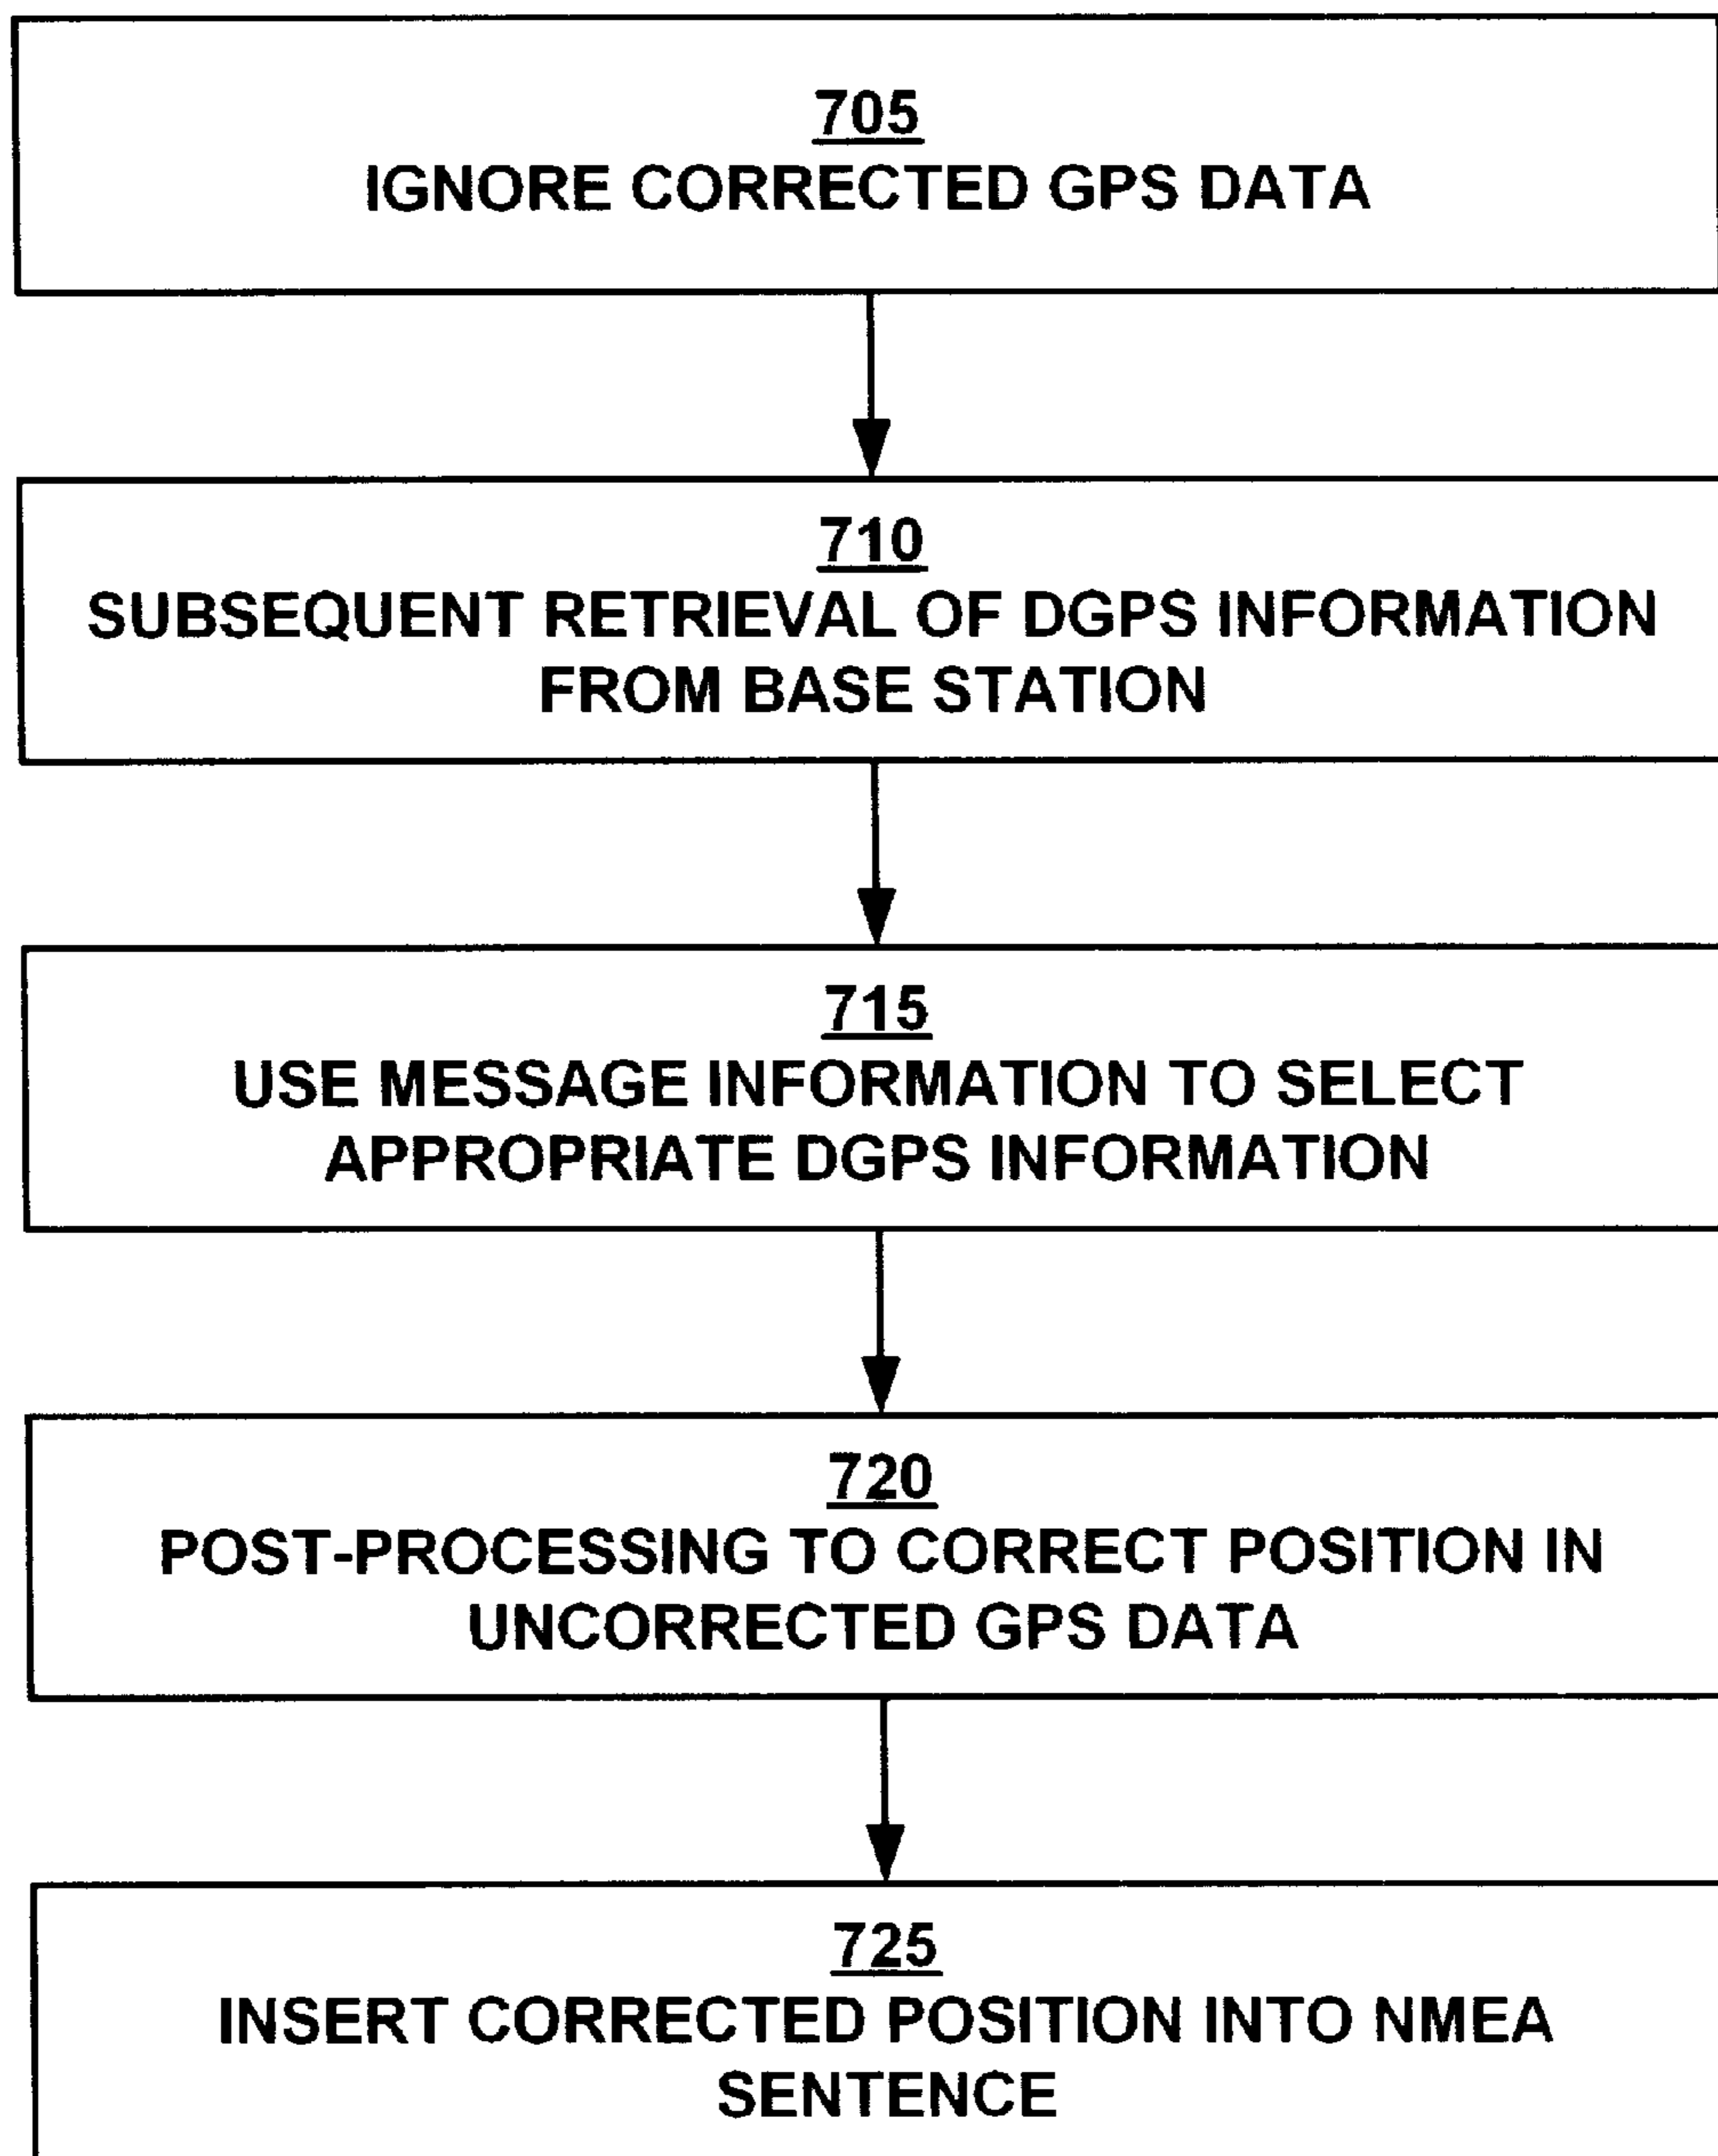 705
IGNORE CORRECTED GPS DATA
710
SUBSEQUENT RETRIEVAL OF DGPS INFORMATION
FROM BASE STATION
715
USE MESSAGE INFORMATION TO SELECT
APPROPRIATE DGPS INFORMATION
720
POST-PROCESSING TO CORRECT POSITION IN
UNCORRECTED GPS DATA
725
INSERT CORRECTED POSITION INTO NMEA
SENTENCE